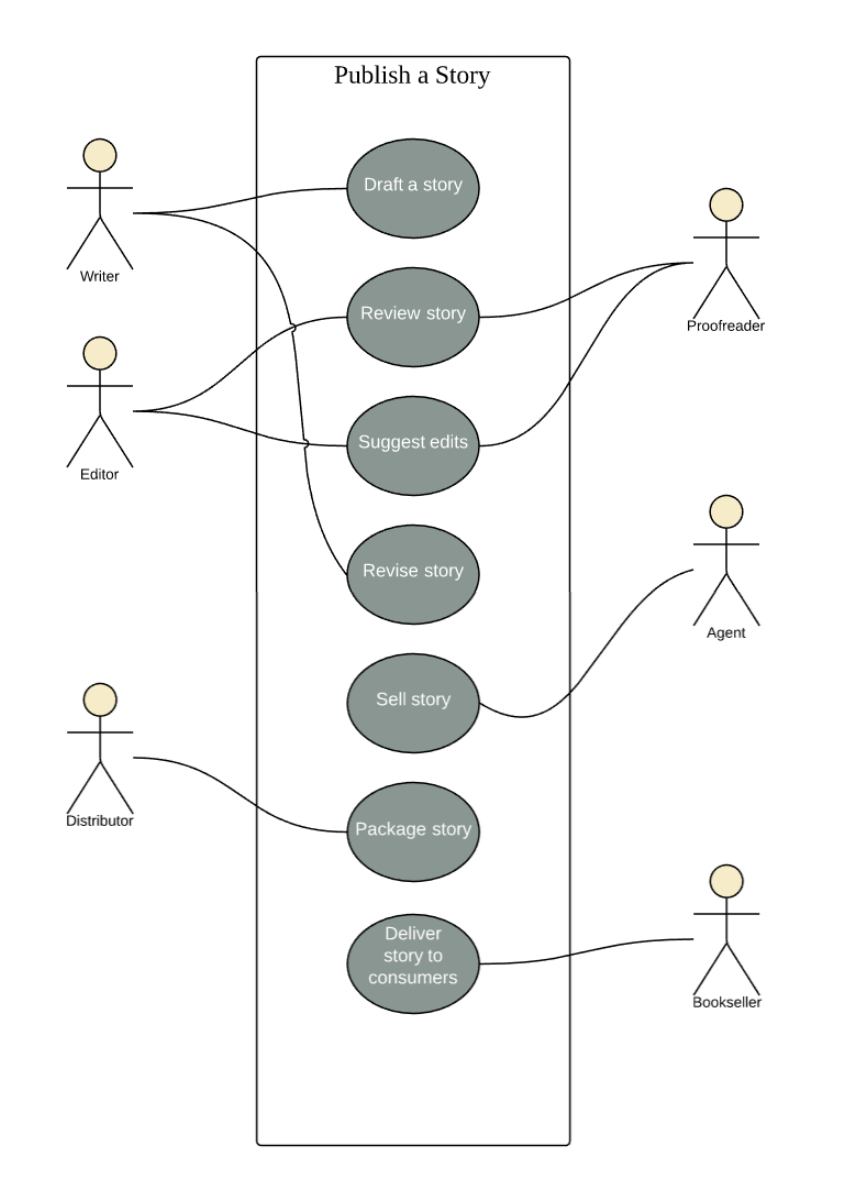 Publish a Story
Draft a story
Writer
Review story
Proofreader
Suggest edits
Editor
Revise story
Agent
Sell story
Distributor
Package story
Deliver
story to
consumers
Bookseller